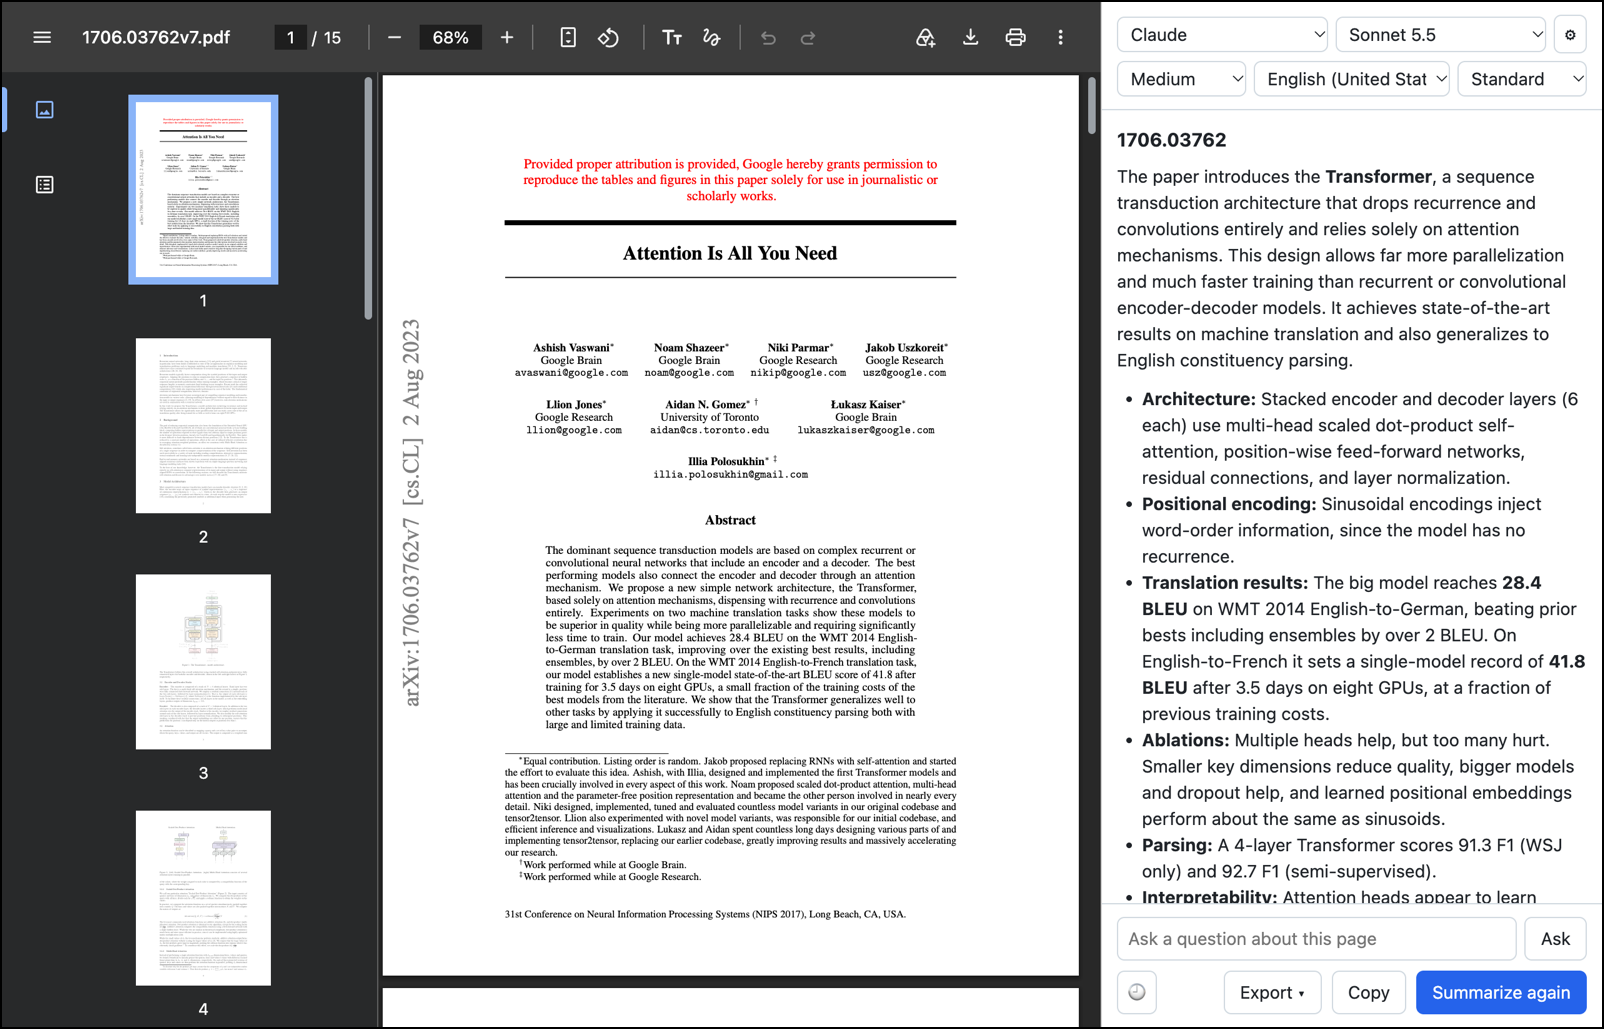 1706.03762v7.pdf
1 / 15
68%
Claude
Sonnet 5.5
Medium
English (United Stat
Standard
1
2
3
4
Provided proper attribution is provided, Google hereby grants permission to
reproduce the tables and figures in this paper solely for use in journalistic or
scholarly works.
Attention Is All You Need
arXiv:1706.03762v7 [cs.CL] 2 Aug 2023
Ashish Vaswani*
Google Brain
avaswani@google.com
Noam Shazeer*
Google Brain
noam@google.com
Niki Parmar*
Google Research
nikip@google.com
Jakob Uszkoreit*
Google Research
usz@google.com
Llion Jones*
Google Research
llion@google.com
Aidan N. Gomez* †
University of Toronto
aidan@cs.toronto.edu
Łukasz Kaiser*
Google Brain
lukaszkaiser@google.com
Illia Polosukhin* ‡
illia.polosukhin@gmail.com
Abstract
The dominant sequence transduction models are based on complex recurrent or
convolutional neural networks that include an encoder and a decoder. The best
performing models also connect the encoder and decoder through an attention
mechanism. We propose a new simple network architecture, the Transformer,
based solely on attention mechanisms, dispensing with recurrence and convolutions
entirely. Experiments on two machine translation tasks show these models to
be superior in quality while being more parallelizable and requiring significantly
less time to train. Our model achieves 28.4 BLEU on the WMT 2014 English-
to-German translation task, improving over the existing best results, including
ensembles, by over 2 BLEU. On the WMT 2014 English-to-French translation task,
our model establishes a new single-model state-of-the-art BLEU score of 41.8 after
training for 3.5 days on eight GPUs, a small fraction of the training costs of the
best models from the literature. We show that the Transformer generalizes well to
other tasks by applying it successfully to English constituency parsing both with
large and limited training data.
*Equal contribution. Listing order is random. Jakob proposed replacing RNNs with self-attention and started
the effort to evaluate this idea. Ashish, with Illia, designed and implemented the first Transformer models and
has been crucially involved in every aspect of this work. Noam proposed scaled dot-product attention, multi-head
attention and the parameter-free position representation and became the other person involved in nearly every
detail. Niki designed, implemented, tuned and evaluated countless model variants in our original codebase and
tensor2tensor. Llion also experimented with novel model variants, was responsible for our initial codebase, and
efficient inference and visualizations. Lukasz and Aidan spent countless long days designing various parts of and
implementing tensor2tensor, replacing our earlier codebase, greatly improving results and massively accelerating
our research.
†Work performed while at Google Brain.
‡Work performed while at Google Research.
31st Conference on Neural Information Processing Systems (NIPS 2017), Long Beach, CA, USA.
1706.03762
The paper introduces the Transformer, a sequence
transduction architecture that drops recurrence and
convolutions entirely and relies solely on attention
mechanisms. This design allows far more parallelization
and much faster training than recurrent or convolutional
encoder-decoder models. It achieves state-of-the-art
results on machine translation and also generalizes to
English constituency parsing.
• Architecture: Stacked encoder and decoder layers (6
each) use multi-head scaled dot-product self-
attention, position-wise feed-forward networks,
residual connections, and layer normalization.
• Positional encoding: Sinusoidal encodings inject
word-order information, since the model has no
recurrence.
• Translation results: The big model reaches 28.4
BLEU on WMT 2014 English-to-German, beating prior
bests including ensembles by over 2 BLEU. On
English-to-French it sets a single-model record of 41.8
BLEU after 3.5 days on eight GPUs, at a fraction of
previous training costs.
• Ablations: Multiple heads help, but too many hurt.
Smaller key dimensions reduce quality, bigger models
and dropout help, and learned positional embeddings
perform about the same as sinusoids.
• Parsing: A 4-layer Transformer scores 91.3 F1 (WSJ
only) and 92.7 F1 (semi-supervised).
• Interpretability: Attention heads appear to learn
Ask a question about this page
Ask
Export
Copy
Summarize again